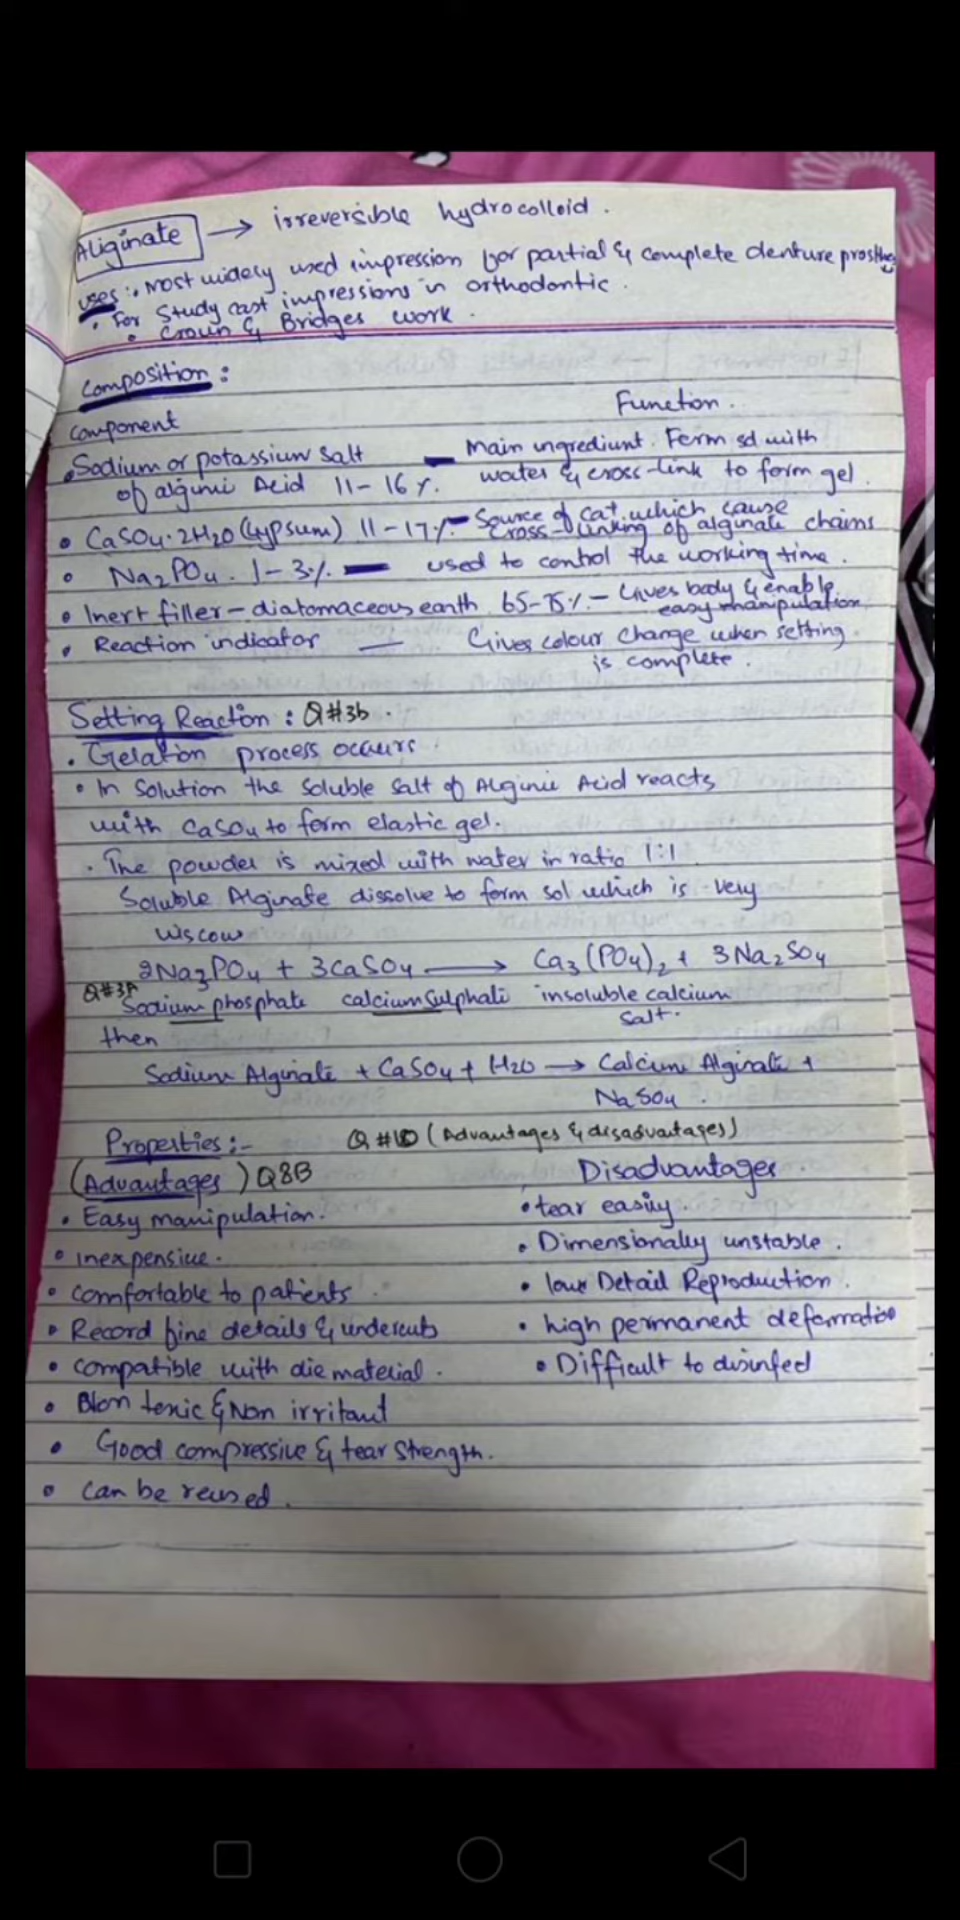 Aliginate → irreversible hydrocolloid.
uses :• most widely used impression for partial & complete denture prosthe
• For Study cast impressions in orthodontic.
• Crown & Bridges work.
Composition :
Component Function.
• Sodium or potassium Salt — Main ingrediunt. Form sol with
of alginic Acid 11-16%. water & cross-link to form gel.
• CaSO4.2H2O (Gypsum) 11-17% — Source of Ca+ which cause
cross-linking of alginate chains
• Na2PO4. 1-3% — used to control the working time.
• Inert filler - diatomaceous earth 65-75% - Gives body & enable
easy manipulation
• Reaction indicator — Gives colour change when setting
is complete.
Setting Reaction : Q#3b.
• Gelation process occurs.
• In solution the soluble salt of Alginic Acid reacts
with CaSO4 to form elastic gel.
• The powder is mixed with water in ratio 1:1
Soluble Alginate dissolve to form sol which is very
viscow
2Na3PO4 + 3CaSO4 → Ca3(PO4)2 + 3Na2SO4
Q#3A
Sodium phosphate calcium Sulphate insoluble calcium
Salt.
then
Sodium Alginate + CaSO4 + H2O → Calcium Alginate +
NaSO4.
Properties :- Q #10 (Advantages & disadvantages)
(Advantages) Q8B Disadvantages
• Easy manipulation. • tear easily.
• inexpensive. • Dimensionally unstable.
• comfortable to patients. • low Detail Reproduction.
• Record fine details & undercuts • high permanent deformation
• compatible with die material. • Difficult to disinfect
• Non toxic & Non irritant
• Good compressive & tear strength.
• can be reused.